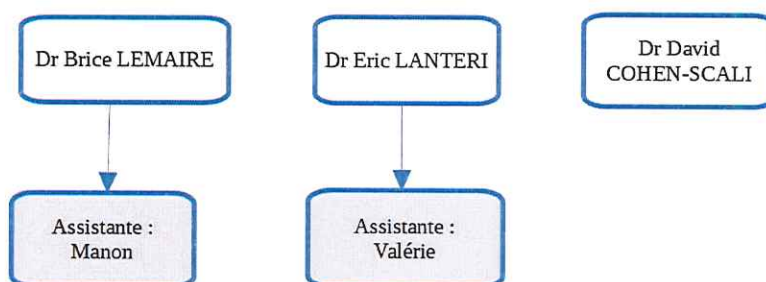 Dr Brice LEMAIRE
Dr Eric LANTERI
Dr David
COHEN-SCALI
Assistante :
Manon
Assistante :
Valérie